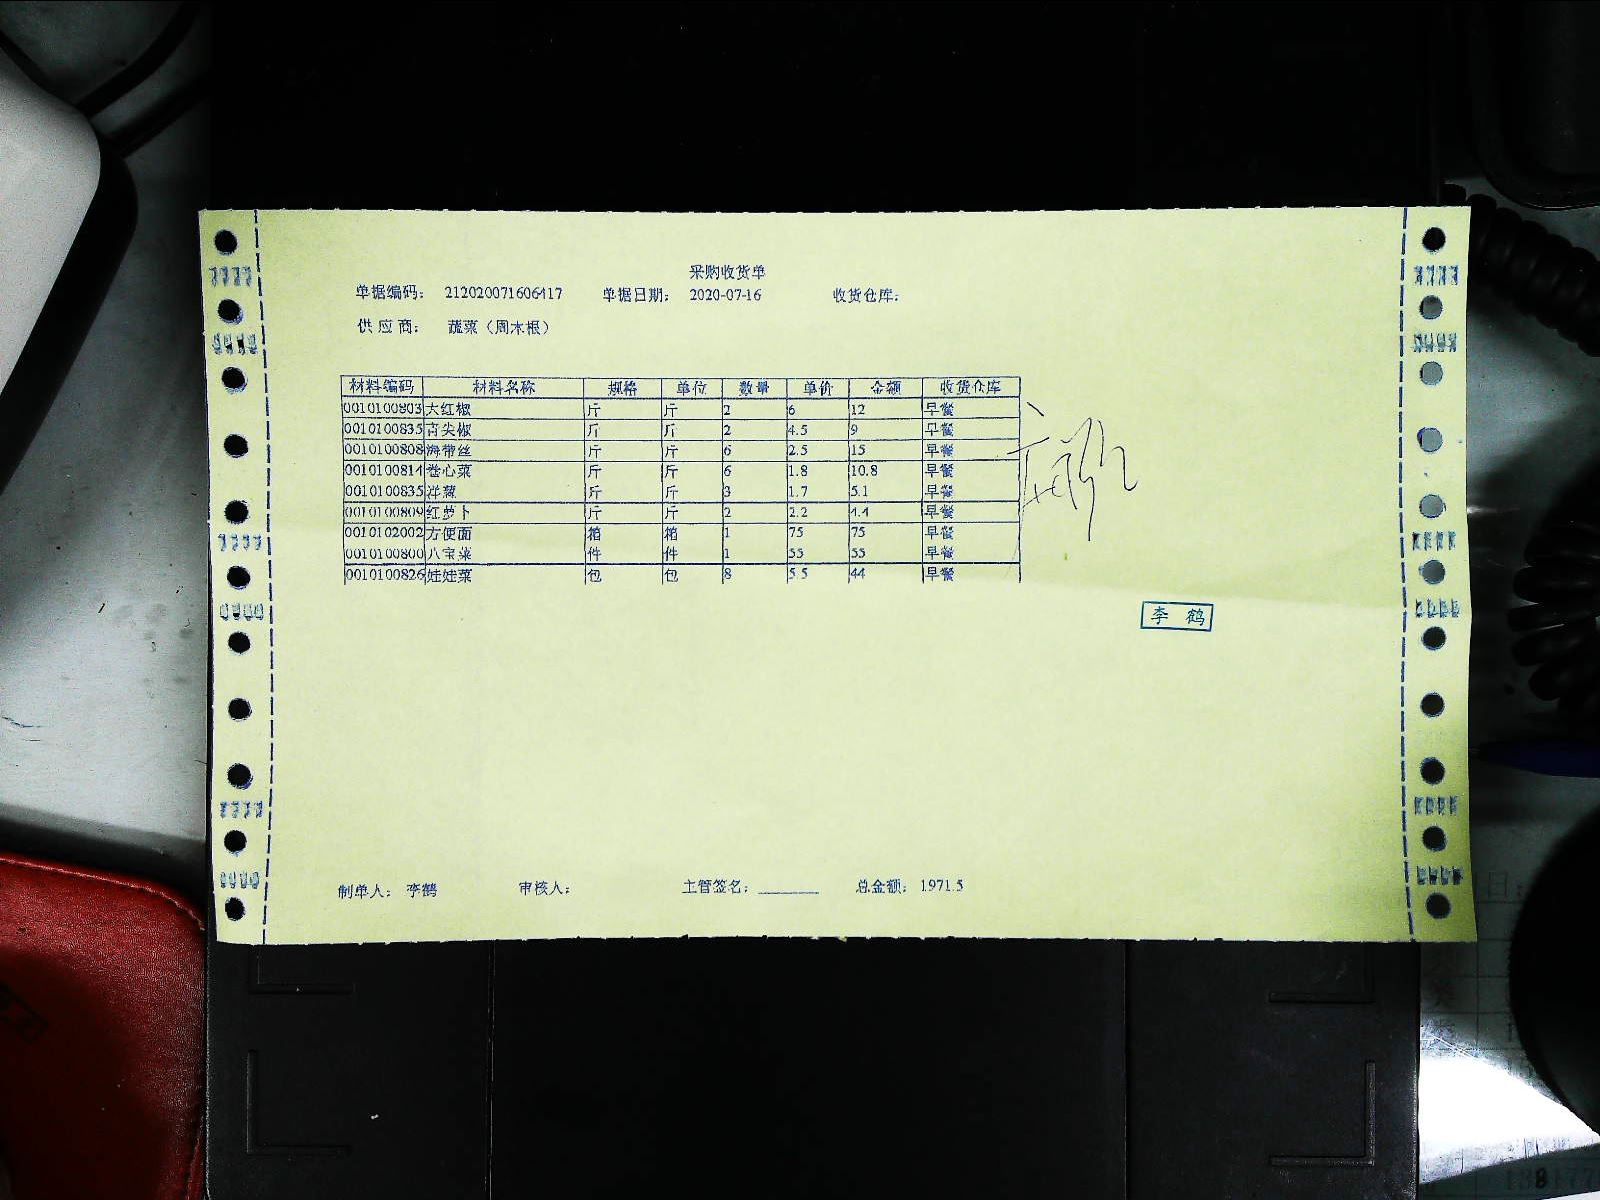 采购收货单
单据编码： 212020071606417 单据日期： 2020-07-16 收货仓库：
供应商： 蔬菜（周木根）
材料编码 材料名称 规格 单位 数量 单价 金额 收货仓库
0010100803 大红椒 斤 斤 2 6 12 早餐
0010100835 青尖椒 斤 斤 2 4.5 9 早餐
0010100808 海带丝 斤 斤 6 2.5 15 早餐
0010100814 卷心菜 斤 斤 6 1.8 10.8 早餐
0010100835 洋葱 斤 斤 3 1.7 5.1 早餐
0010100809 红萝卜 斤 斤 2 2.2 4.4 早餐
0010102002 方便面 箱 箱 1 75 75 早餐
0010100800 八宝菜 件 件 1 55 55 早餐
0010100826 娃娃菜 包 包 8 5.5 44 早餐
李 鹤
制单人： 李鹤 审核人： 主管签名： 总金额： 1971.5